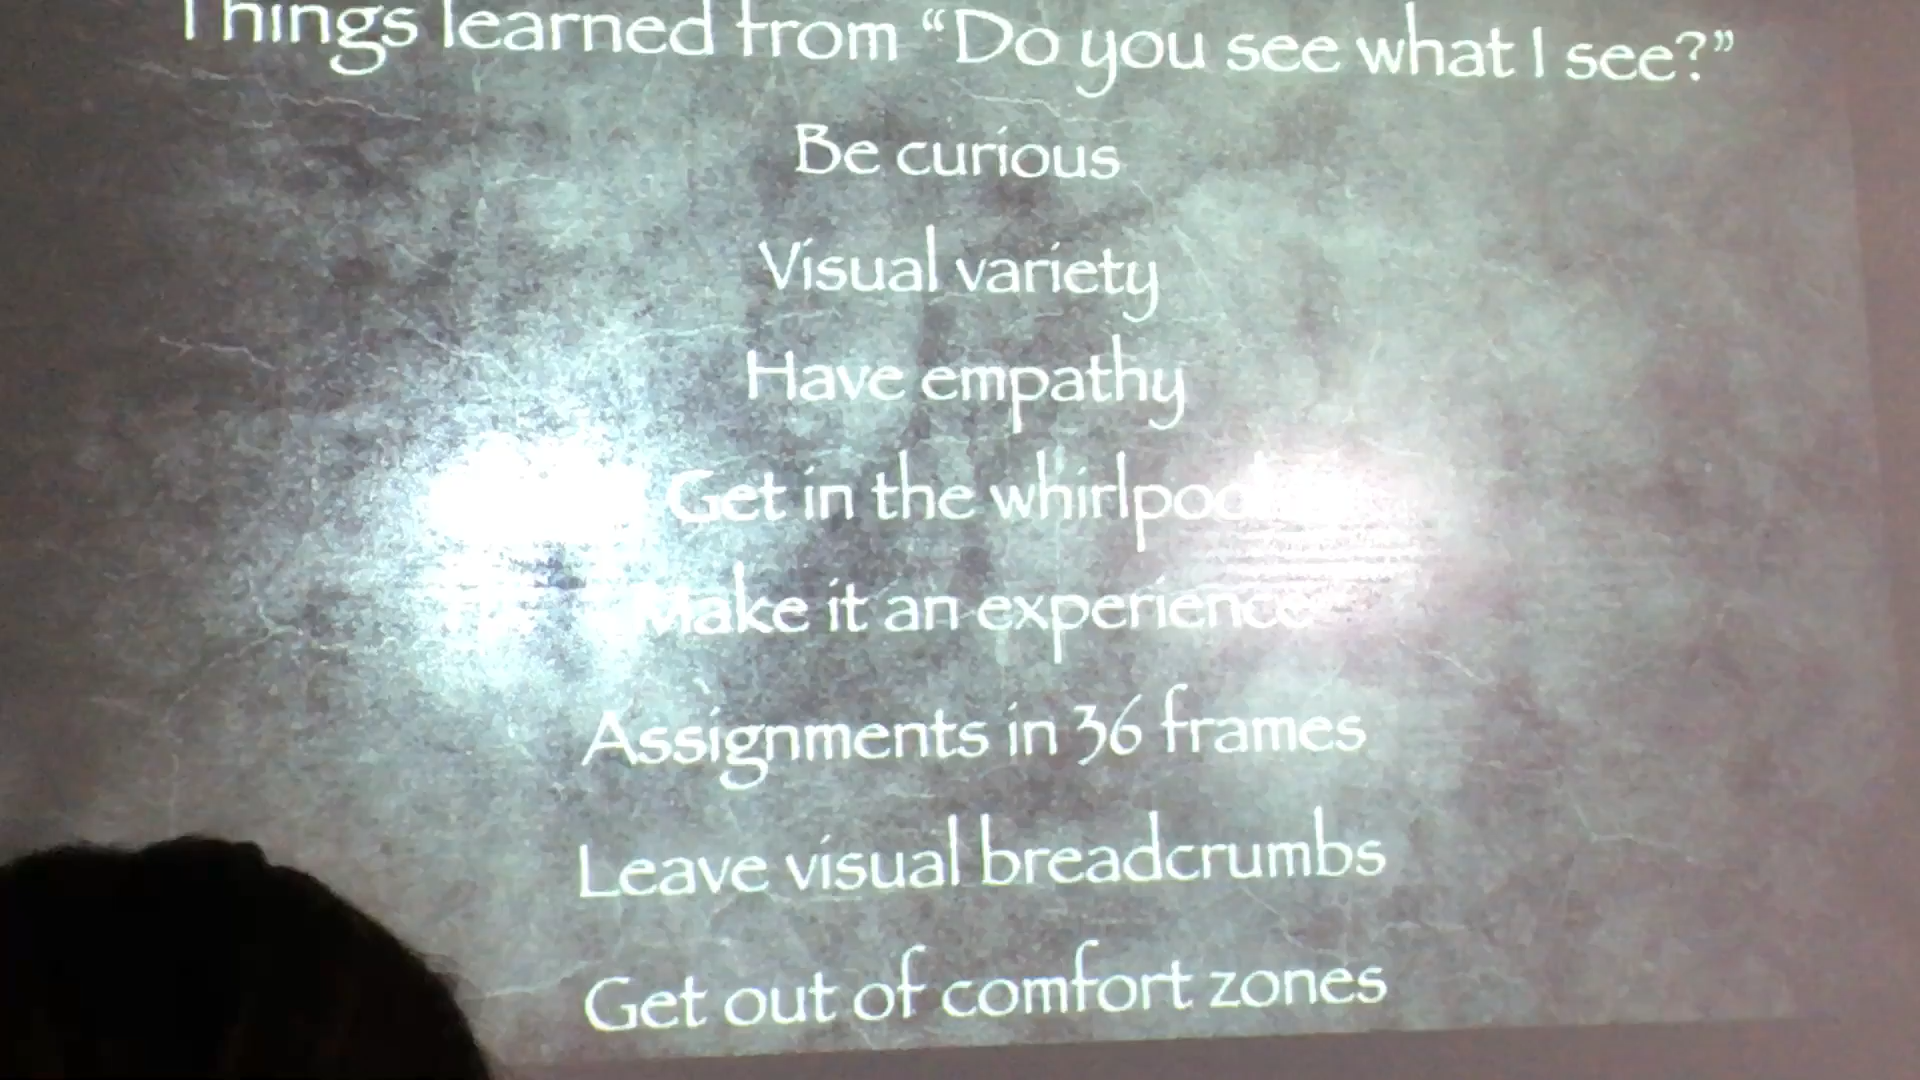 Things learned from “Do you see what I see?”
Be curious
Visual variety
Have empathy
Get in the whirlpool
Make it an experience
Assignments in 36 frames
Leave visual breadcrumbs
Get out of comfort zones